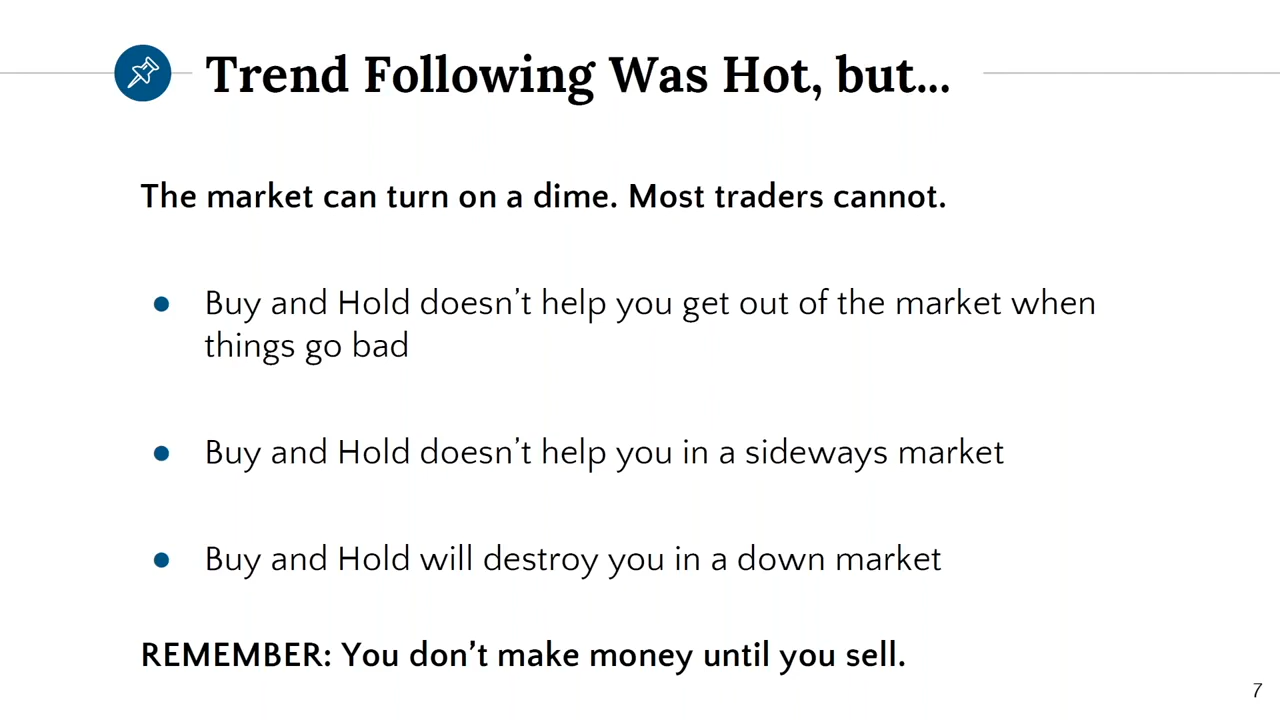 Trend Following Was Hot, but...
The market can turn on a dime. Most traders cannot.
● Buy and Hold doesn’t help you get out of the market when
things go bad
● Buy and Hold doesn’t help you in a sideways market
● Buy and Hold will destroy you in a down market
REMEMBER: You don’t make money until you sell.
7